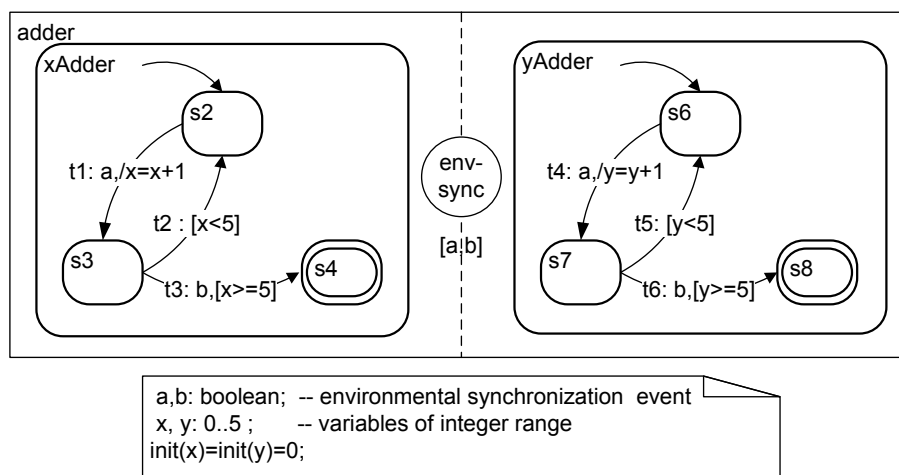 adder
xAdder
yAdder
s2
s6
t1: a,/x=x+1
env-
sync
t4: a,/y=y+1
t2 : [x<5]
t5: [y<5]
[a,b]
s3
s4
s7
s8
t3: b,[x>=5]
t6: b,[y>=5]
a,b: boolean; -- environmental synchronization event
x, y: 0..5 ; -- variables of integer range
init(x)=init(y)=0;